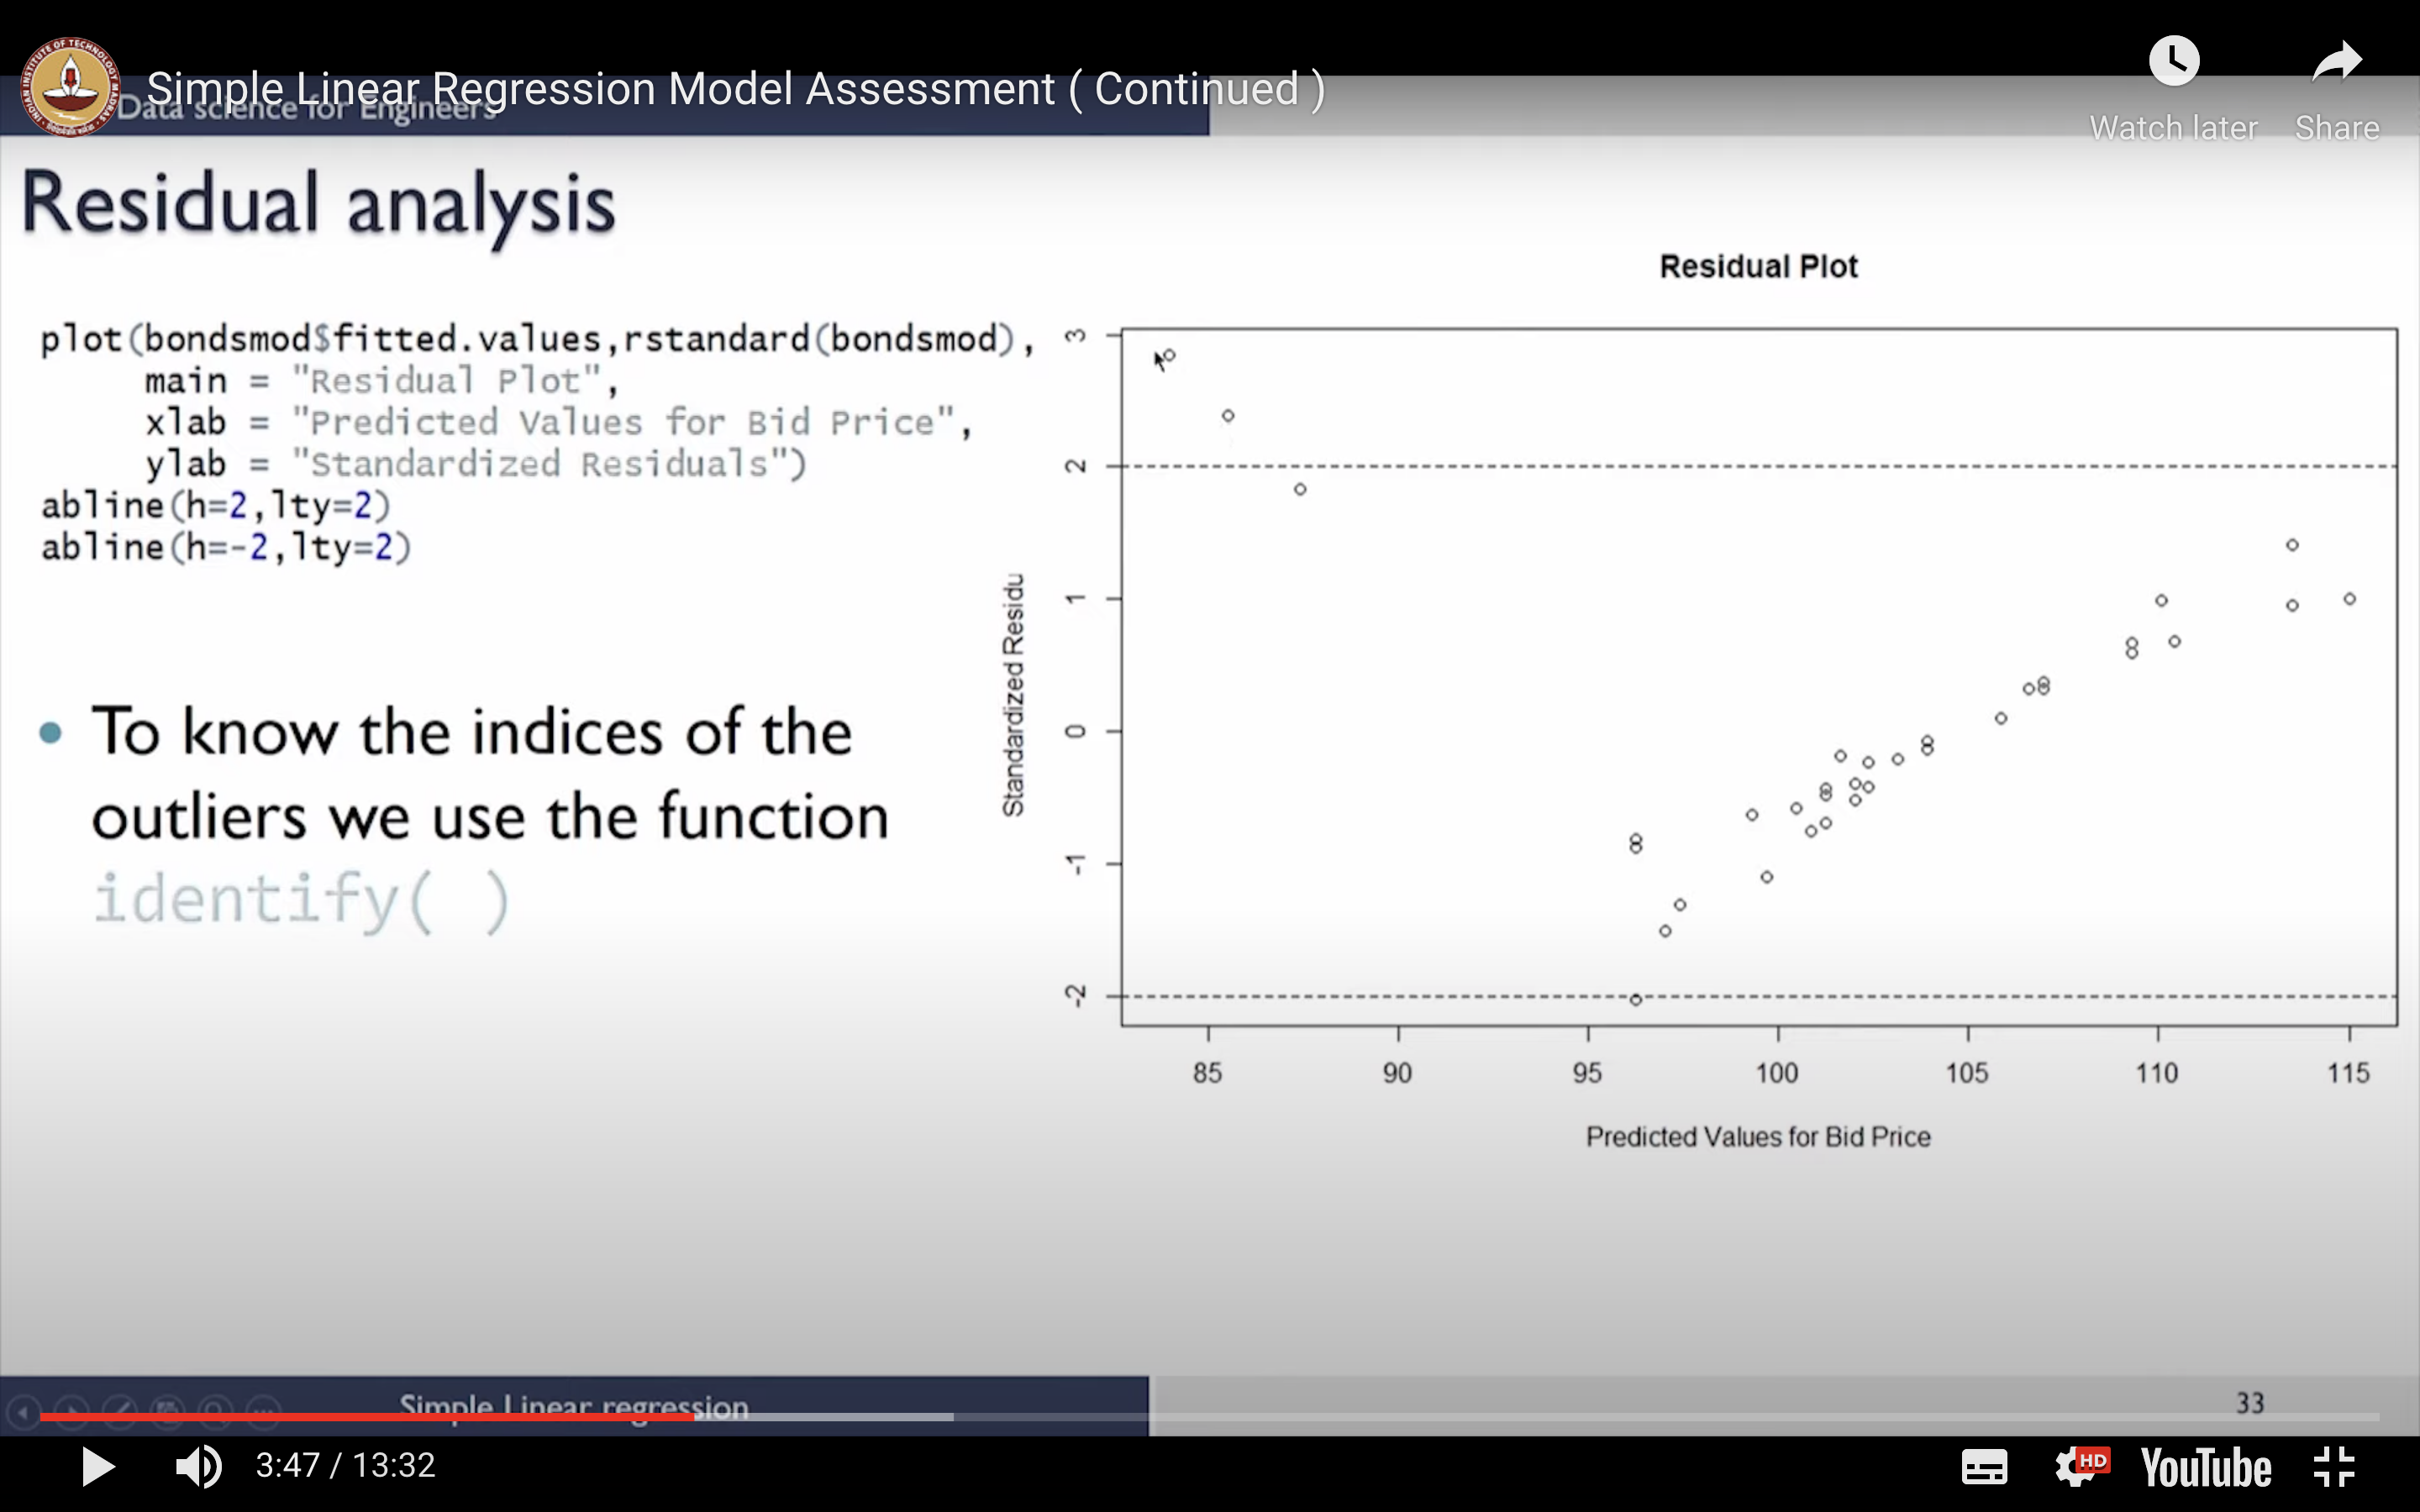 Simple Linear Regression Model Assessment ( Continued )
Data science for Engineers
Watch later
Share
Residual analysis
plot(bondsmod$fitted.values,rstandard(bondsmod),
main = "Residual Plot",
xlab = "Predicted Values for Bid Price",
ylab = "Standardized Residuals")
abline(h=2,lty=2)
abline(h=-2,lty=2)
• To know the indices of the
outliers we use the function
identify( )
Residual Plot
Standardized Residu
3
2
1
0
-1
-2
85 90 95 100 105 110 115
Predicted Values for Bid Price
Simple Linear regression
33
3:47 / 13:32
HD
YouTube